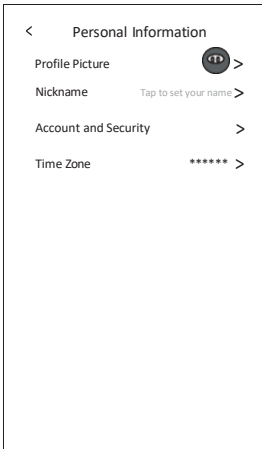 < Personal Information
Profile Picture >
Nickname Tap to set your name >
Account and Security >
Time Zone ****** >